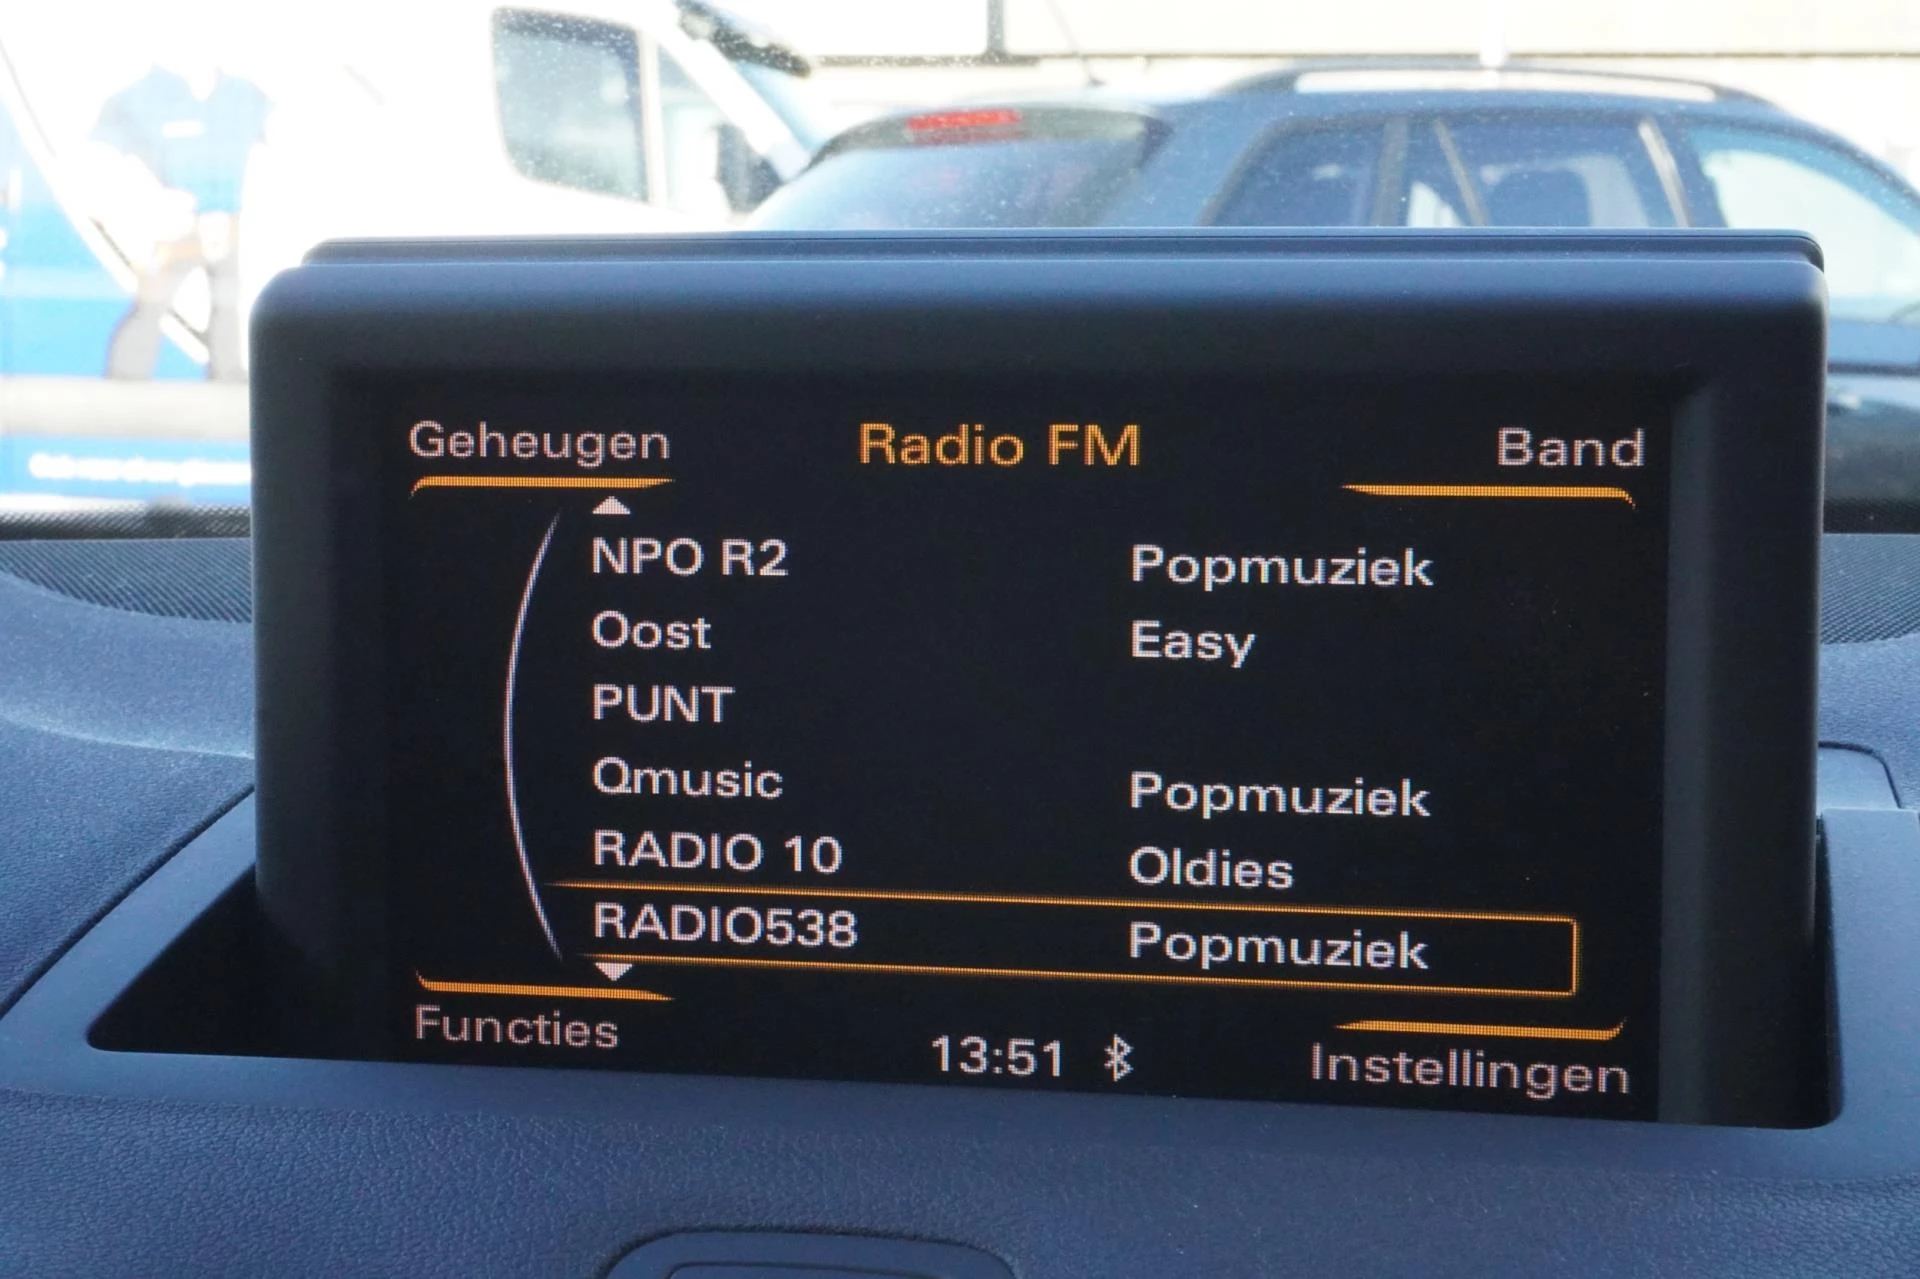 Geheugen Radio FM Band
NPO R2 Popmuziek
Oost Easy
PUNT
Qmusic Popmuziek
RADIO 10 Oldies
RADIO538 Popmuziek
Functies 13:51 Instellingen